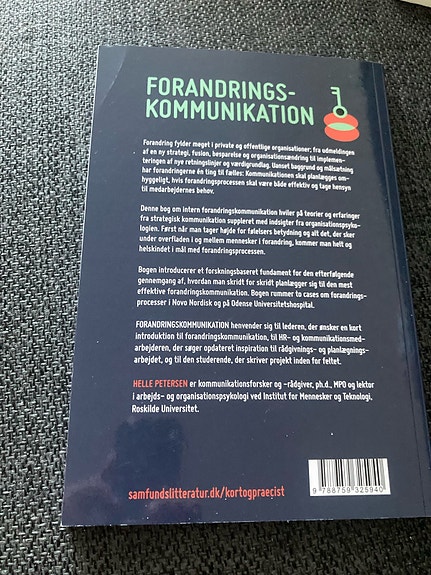 FORANDRINGS-
KOMMUNIKATION
Forandring fylder meget i private og offentlige organisationer; fra udmeldingen
af en ny strategi, fusion, besparelse og organisationsændring til implemen-
teringen af nye retningslinjer og værdigrundlag. Uanset baggrund og målsætning
har forandringerne én ting til fælles: Kommunikationen skal planlægges om-
hyggeligt, hvis forandringsprocessen skal være både effektiv og tage hensyn
til medarbejdernes behov.
Denne bog om intern forandringskommunikation hviler på teorier og erfaringer
fra strategisk kommunikation suppleret med indsigter fra organisationspsyko-
logien. Først når man tager højde for følelsers betydning og alt det, der sker
under overfladen i og mellem mennesker i forandring, kommer man helt og
helskindet i mål med forandringsprocessen.
Bogen introducerer et forskningsbaseret fundament for den efterfølgende
gennemgang af, hvordan man skridt for skridt planlægger sig til den mest
effektive forandringskommunikation. Bogen rummer to cases om forandrings-
processer i Novo Nordisk og på Odense Universitetshospital.
FORANDRINGSKOMMUNIKATION henvender sig til lederen, der ønsker en kort
introduktion til forandringskommunikation, til HR- og kommunikationsmed-
arbejderen, der søger opdateret inspiration til rådgivnings- og planlægnings-
arbejdet, og til den studerende, der skriver projekt inden for feltet.
HELLE PETERSEN er kommunikationsforsker og -rådgiver, ph.d., MPO og lektor
i arbejds- og organisationspsykologi ved Institut for Mennesker og Teknologi,
Roskilde Universitet.
samfundslitteratur.dk/kortogpraecist
9 788759 325940